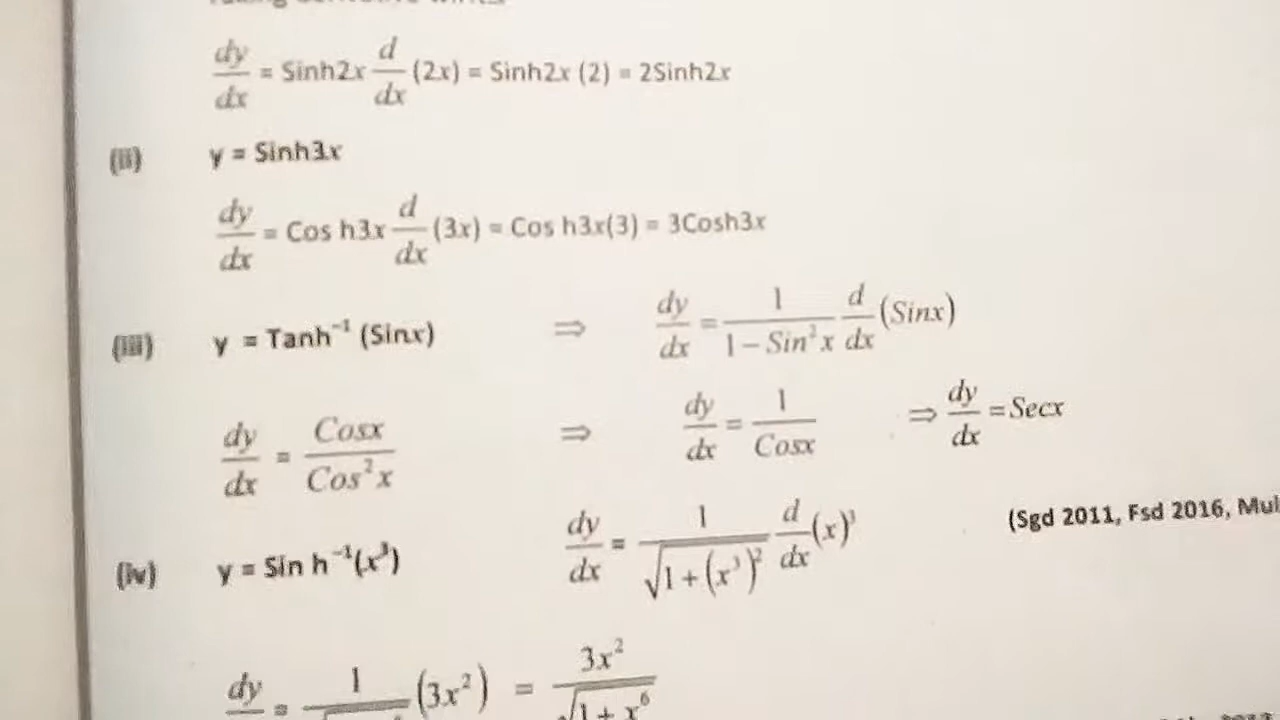 dy/dx = Sinh2x d/dx (2x) = Sinh2x (2) = 2Sinh2x
(ii) y = Sinh3x
dy/dx = Cos h3x d/dx (3x) = Cos h3x(3) = 3Cosh3x
(iii) y = Tanh⁻¹ (Sinx) ⇒ dy/dx = 1/(1 − Sin²x) d/dx (Sinx)
dy/dx = Cosx/Cos²x ⇒ dy/dx = 1/Cosx ⇒ dy/dx = Secx
(iv) y = Sin h⁻¹(x³) dy/dx = 1/√(1 + (x³)²) d/dx (x)³
(Sgd 2011, Fsd 2016,
dy = 1 (3x²) = 3x²/√(1 + x⁶)